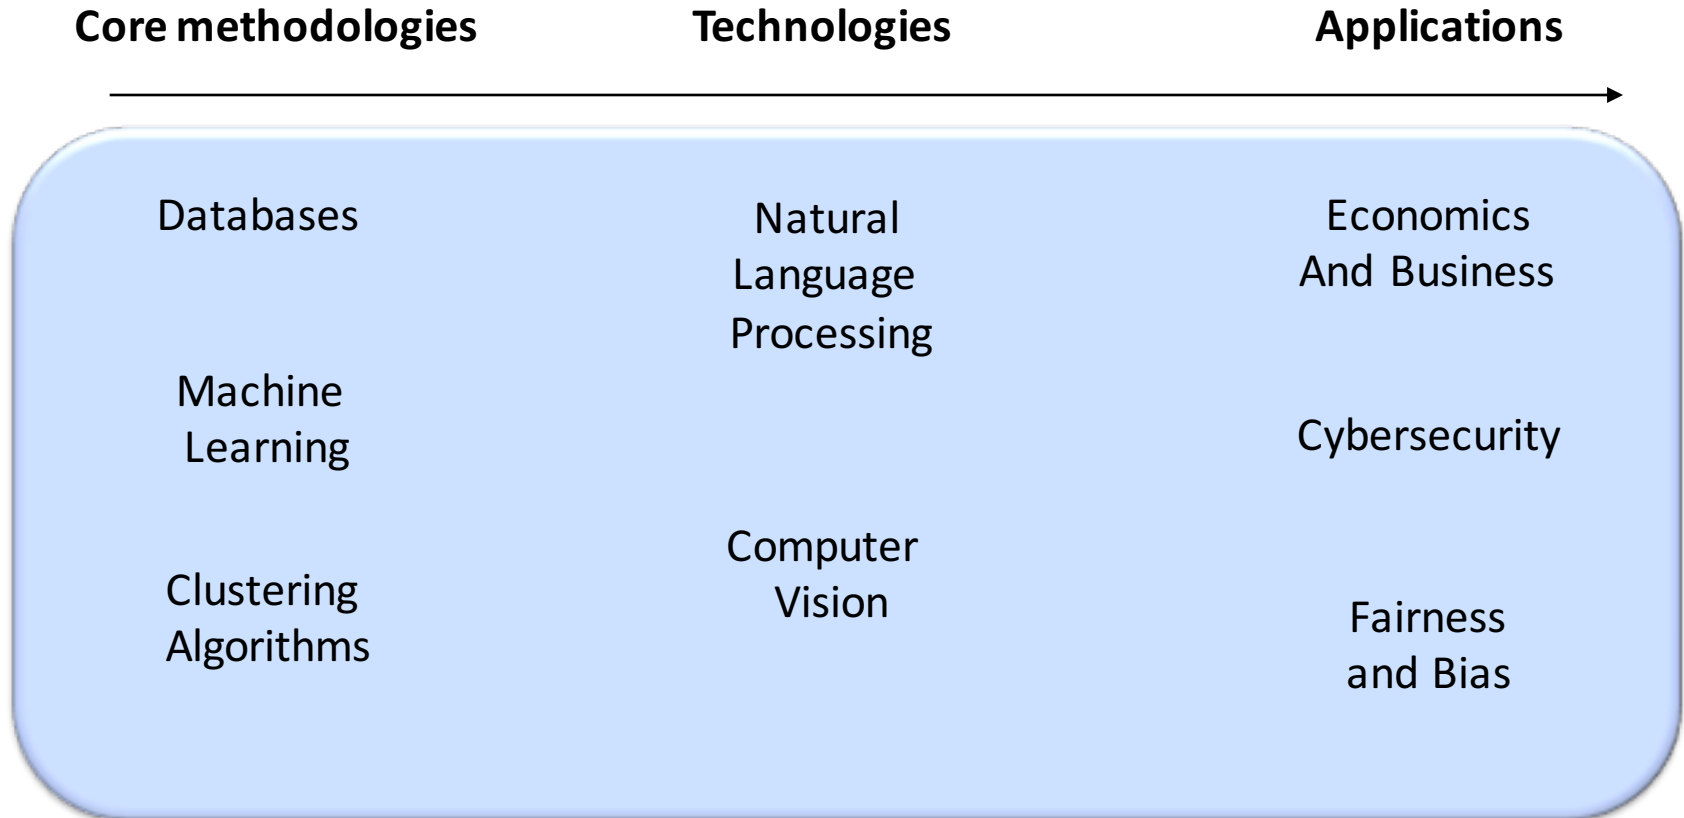 Core methodologies
Technologies
Applications
Databases
Machine
Learning
Clustering
Algorithms
Natural
Language
Processing
Computer
Vision
Economics
And Business
Cybersecurity
Fairness
and Bias